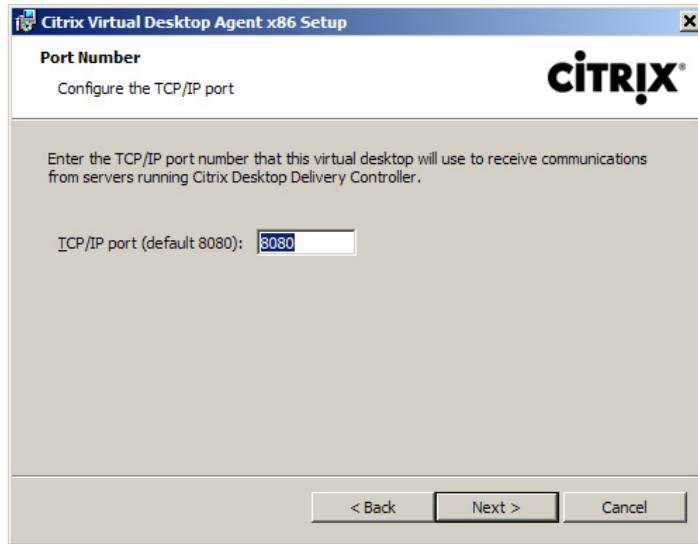 Citrix Virtual Desktop Agent x86 Setup
Port Number
Configure the TCP/IP port
CİTRIX®
Enter the TCP/IP port number that this virtual desktop will use to receive communications
from servers running Citrix Desktop Delivery Controller.
TCP/IP port (default 8080): 8080
< Back Next > Cancel